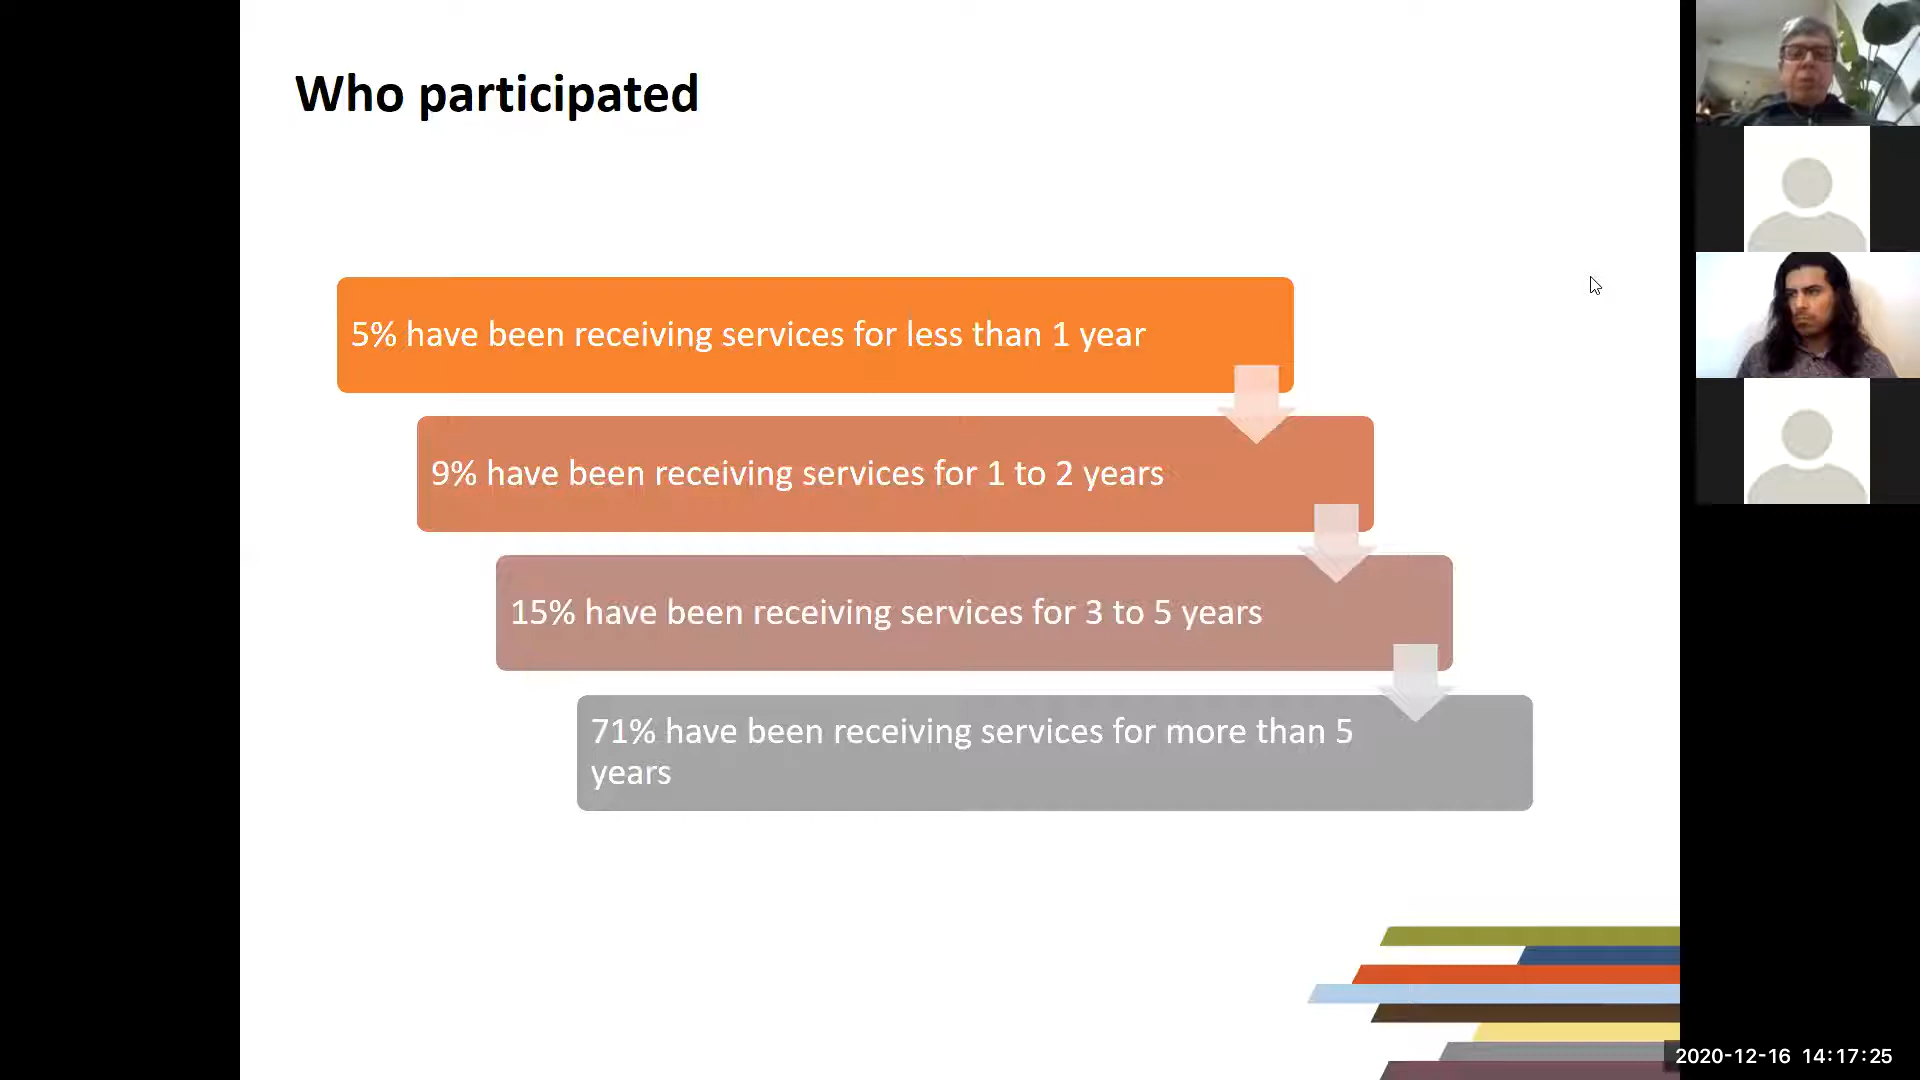 Who participated
5% have been receiving services for less than 1 year
9% have been receiving services for 1 to 2 years
15% have been receiving services for 3 to 5 years
71% have been receiving services for more than 5
years
2020-12-16 14:17:25